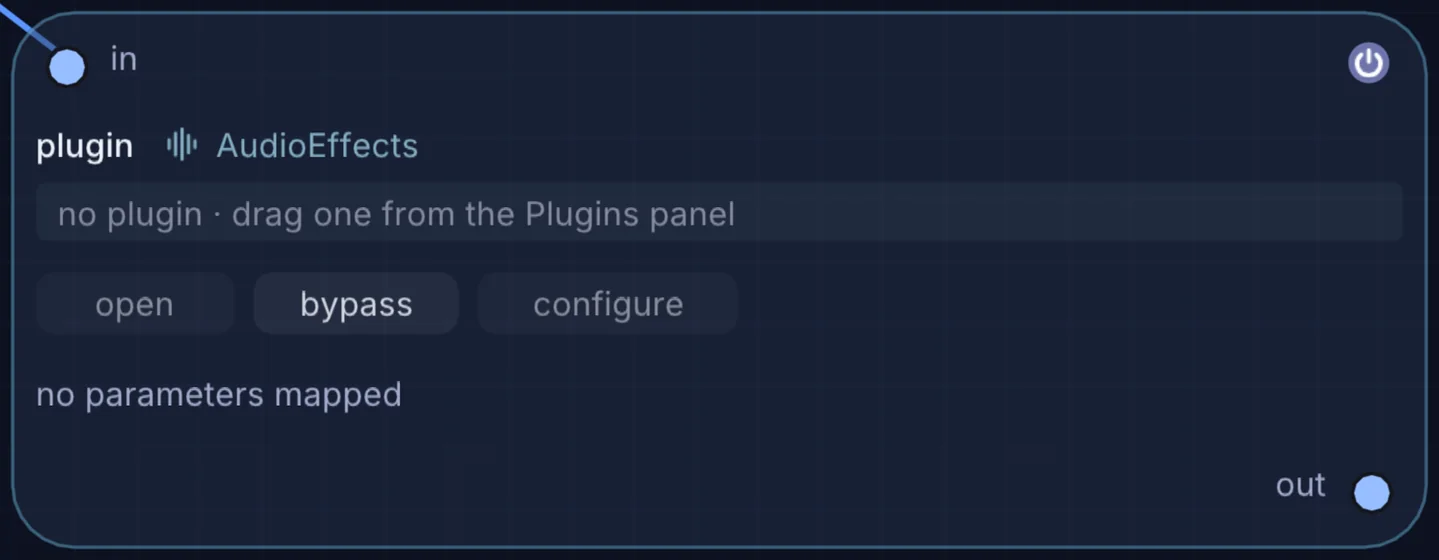 in
plugin AudioEffects
no plugin · drag one from the Plugins panel
open bypass configure
no parameters mapped
out